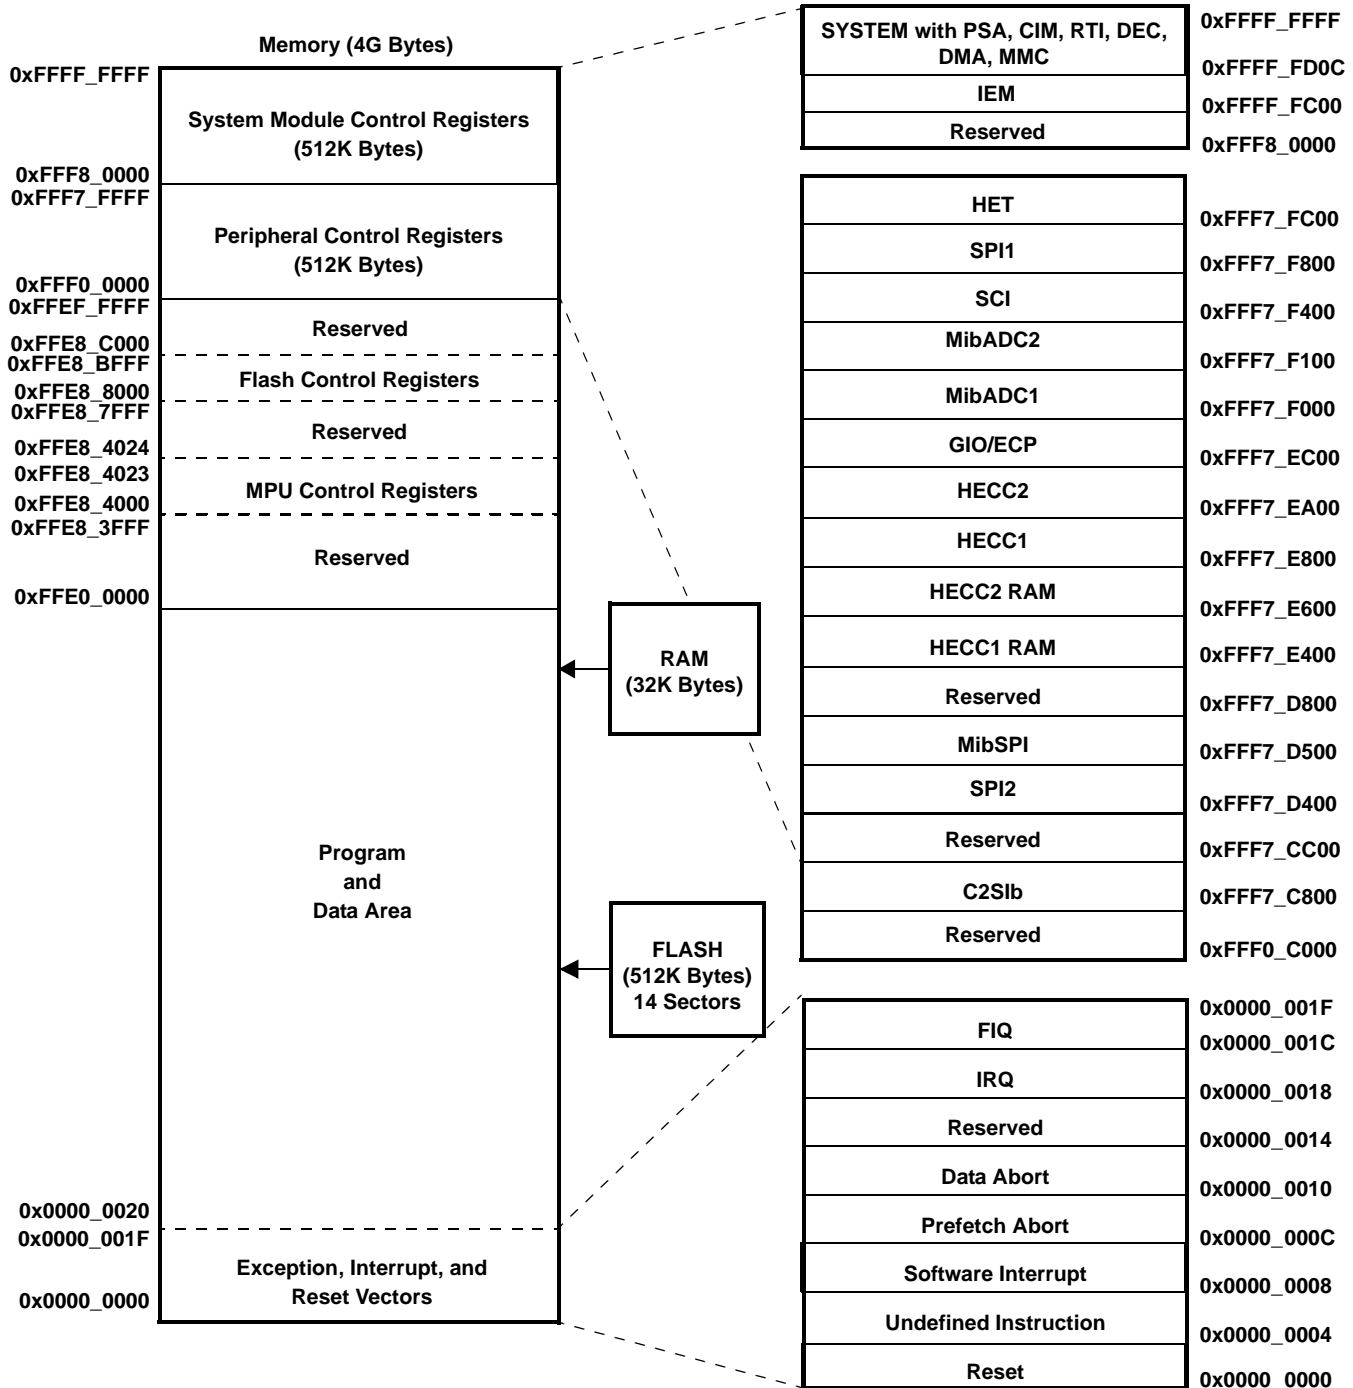 Memory (4G Bytes)
0xFFFF_FFFF
System Module Control Registers
(512K Bytes)
0xFFF8_0000
0xFFF7_FFFF
Peripheral Control Registers
(512K Bytes)
0xFFF0_0000
0xFFEF_FFFF
Reserved
0xFFE8_C000
0xFFE8_BFFF
Flash Control Registers
0xFFE8_8000
0xFFE8_7FFF
Reserved
0xFFE8_4024
0xFFE8_4023
MPU Control Registers
0xFFE8_4000
0xFFE8_3FFF
Reserved
0xFFE0_0000
Program
and
Data Area
0x0000_0020
0x0000_001F
Exception, Interrupt, and
Reset Vectors
0x0000_0000
RAM
(32K Bytes)
FLASH
(512K Bytes)
14 Sectors
0xFFFF_FFFF
SYSTEM with PSA, CIM, RTI, DEC,
DMA, MMC
0xFFFF_FD0C
IEM
0xFFFF_FC00
Reserved
0xFFF8_0000
HET
0xFFF7_FC00
SPI1
0xFFF7_F800
SCI
0xFFF7_F400
MibADC2
0xFFF7_F100
MibADC1
0xFFF7_F000
GIO/ECP
0xFFF7_EC00
HECC2
0xFFF7_EA00
HECC1
0xFFF7_E800
HECC2 RAM
0xFFF7_E600
HECC1 RAM
0xFFF7_E400
Reserved
0xFFF7_D800
MibSPI
0xFFF7_D500
SPI2
0xFFF7_D400
Reserved
0xFFF7_CC00
C2SIb
0xFFF7_C800
Reserved
0xFFF0_C000
0x0000_001F
FIQ
0x0000_001C
IRQ
0x0000_0018
Reserved
0x0000_0014
Data Abort
0x0000_0010
Prefetch Abort
0x0000_000C
Software Interrupt
0x0000_0008
Undefined Instruction
0x0000_0004
Reset
0x0000_0000